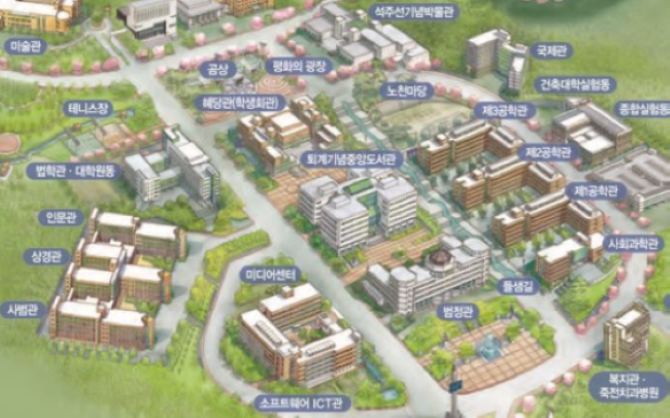 석주선기념박물관
미술관
국제관
곰상
평화의 광장
건축대학실험동
노천마당
혜당관(학생회관)
테니스장
제3공학관
종합실험동
퇴계기념중앙도서관
제2공학관
법학관·대학원동
제1공학관
인문관
사회과학관
상경관
미디어센터
돌샘길
사범관
범정관
복지관·
죽전치과병원
소프트웨어 ICT관